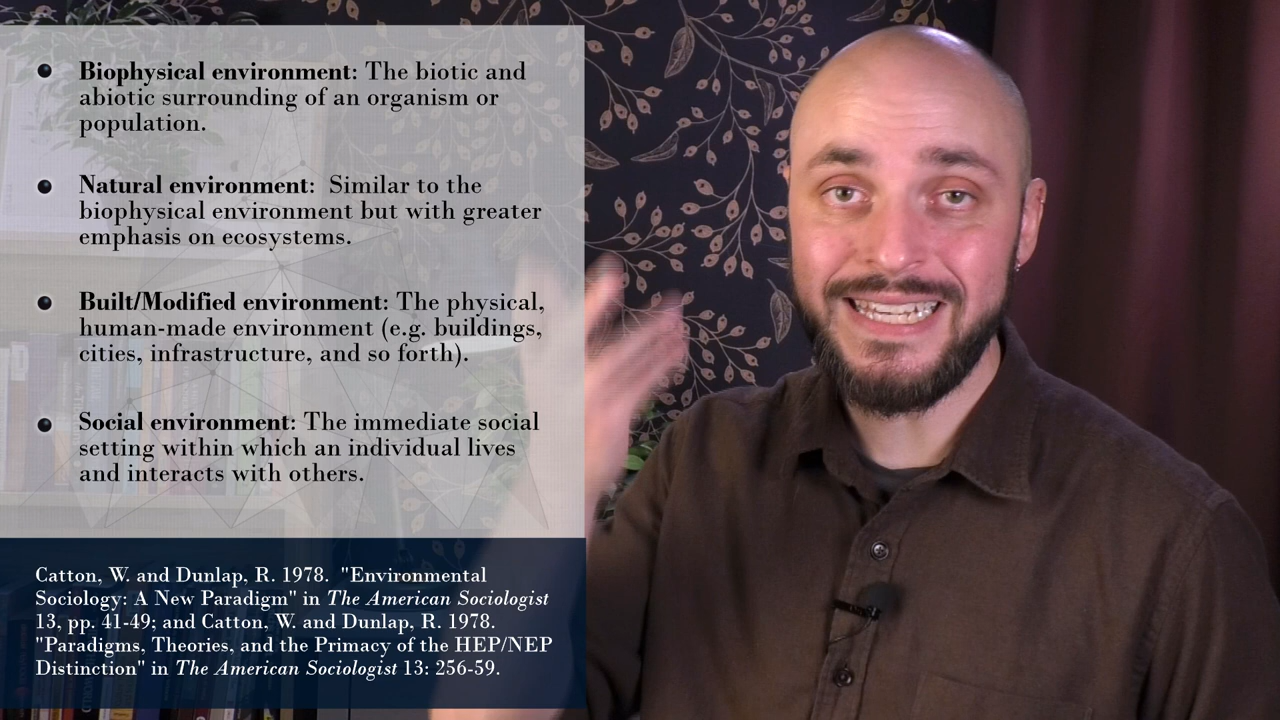 Biophysical environment: The biotic and
abiotic surrounding of an organism or
population.
Natural environment: Similar to the
biophysical environment but with greater
emphasis on ecosystems.
Built/Modified environment: The physical,
human-made environment (e.g. buildings,
cities, infrastructure, and so forth).
Social environment: The immediate social
setting within which an individual lives
and interacts with others.
Catton, W. and Dunlap, R. 1978. "Environmental
Sociology: A New Paradigm" in The American Sociologist
13, pp. 41-49; and Catton, W. and Dunlap, R. 1978.
"Paradigms, Theories, and the Primacy of the HEP/NEP
Distinction" in The American Sociologist 13: 256-59.